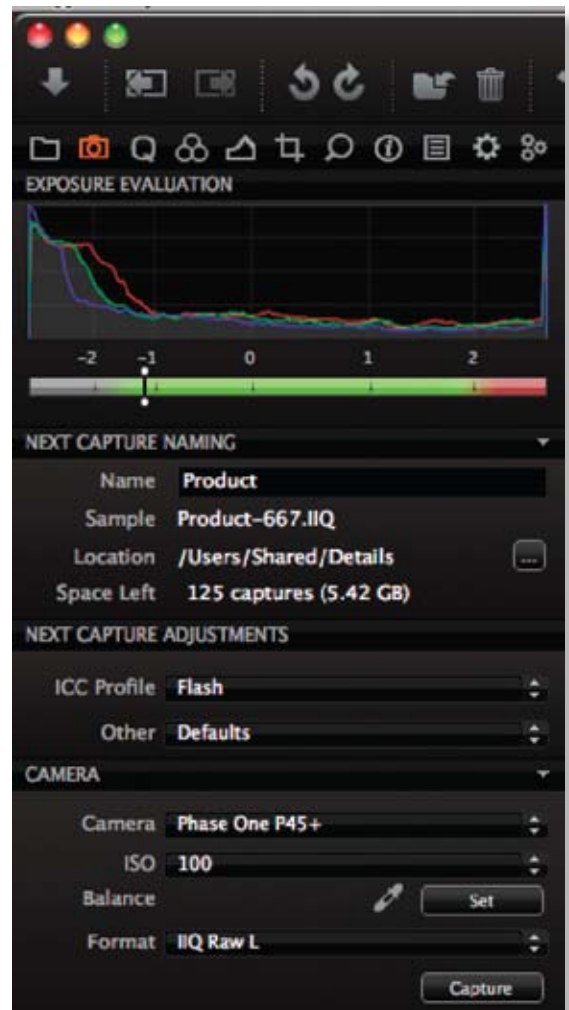 EXPOSURE EVALUATION
-2 -1 0 1 2
NEXT CAPTURE NAMING
Name Product
Sample Product-667.IIQ
Location /Users/Shared/Details ...
Space Left 125 captures (5.42 GB)
NEXT CAPTURE ADJUSTMENTS
ICC Profile Flash
Other Defaults
CAMERA
Camera Phase One P45+
ISO 100
Balance Set
Format IIQ Raw L
Capture